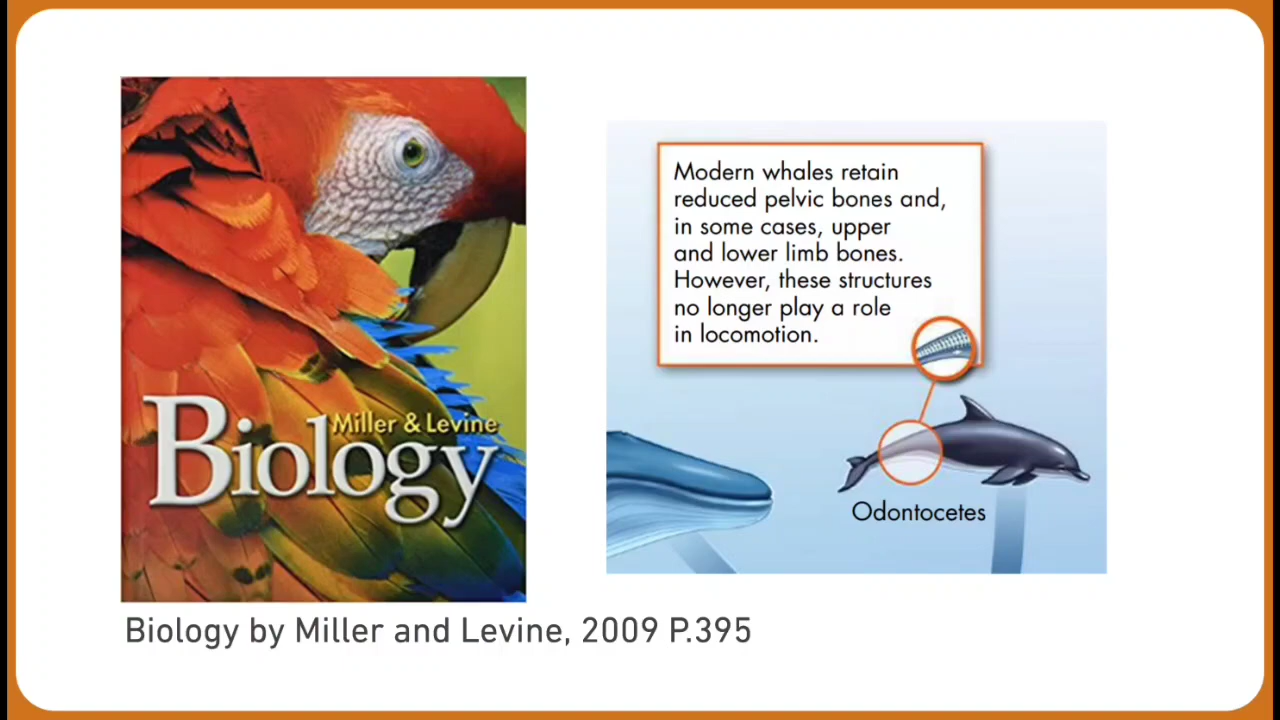 Miller & Levine
Biology
Modern whales retain
reduced pelvic bones and,
in some cases, upper
and lower limb bones.
However, these structures
no longer play a role
in locomotion.
Odontocetes
Biology by Miller and Levine, 2009 P.395